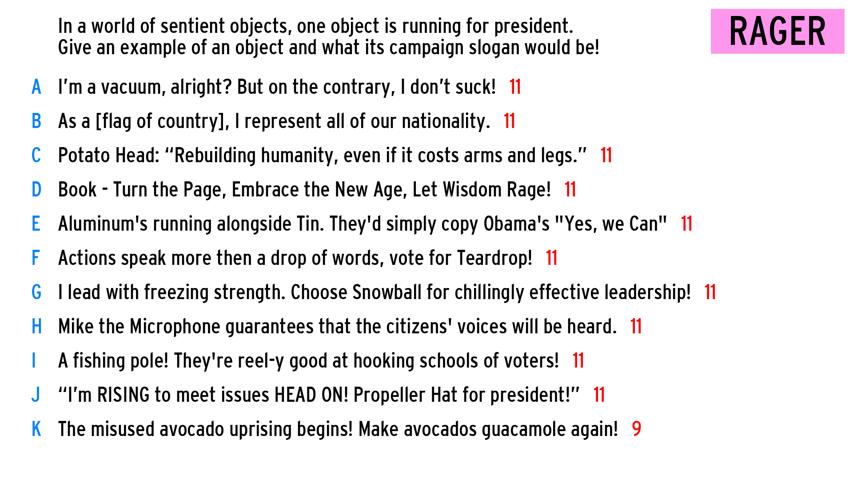 In a world of sentient objects, one object is running for president.
Give an example of an object and what its campaign slogan would be!
RAGER
A I'm a vacuum, alright? But on the contrary, I don't suck! 11
B As a [flag of country], I represent all of our nationality. 11
C Potato Head: “Rebuilding humanity, even if it costs arms and legs.” 11
D Book - Turn the Page, Embrace the New Age, Let Wisdom Rage! 11
E Aluminum's running alongside Tin. They'd simply copy Obama's "Yes, we Can" 11
F Actions speak more then a drop of words, vote for Teardrop! 11
G I lead with freezing strength. Choose Snowball for chillingly effective leadership! 11
H Mike the Microphone guarantees that the citizens' voices will be heard. 11
I A fishing pole! They're reel-y good at hooking schools of voters! 11
J “I'm RISING to meet issues HEAD ON! Propeller Hat for president!” 11
K The misused avocado uprising begins! Make avocados guacamole again! 9